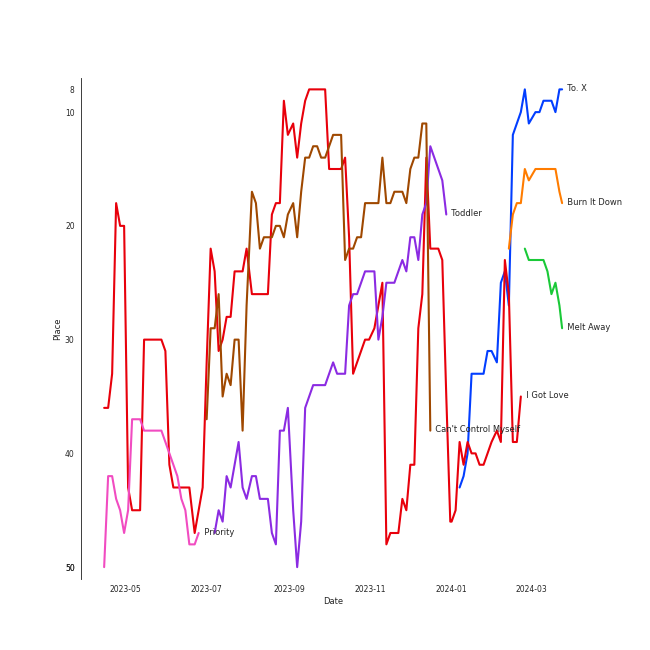 8
10
20
30
40
50
Place
To. X
Burn It Down
Toddler
Melt Away
I Got Love
Can't Control Myself
Priority
2023-05
2023-07
2023-09
2023-11
2024-01
2024-03
Date